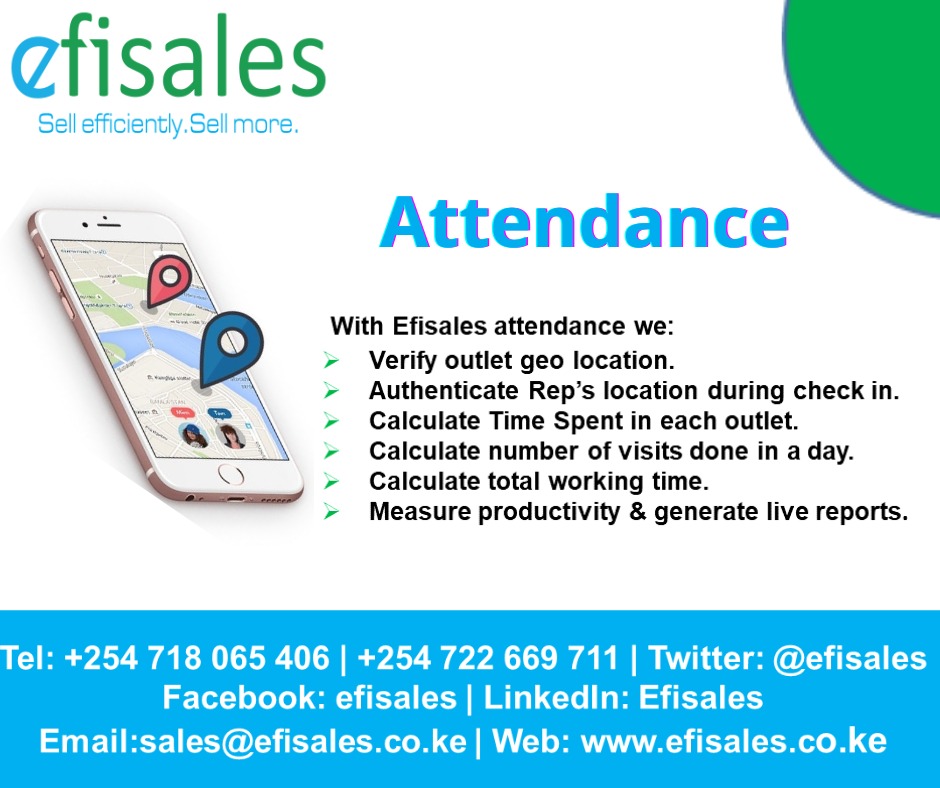 efisales
Sell efficiently.Sell more.
Attendance
With Efisales attendance we:
➢ Verify outlet geo location.
➢ Authenticate Rep’s location during check in.
➢ Calculate Time Spent in each outlet.
➢ Calculate number of visits done in a day.
➢ Calculate total working time.
➢ Measure productivity & generate live reports.
Mom
Tom
Tel: +254 718 065 406 | +254 722 669 711 | Twitter: @efisales
Facebook: efisales | LinkedIn: Efisales
Email:sales@efisales.co.ke | Web: www.efisales.co.ke